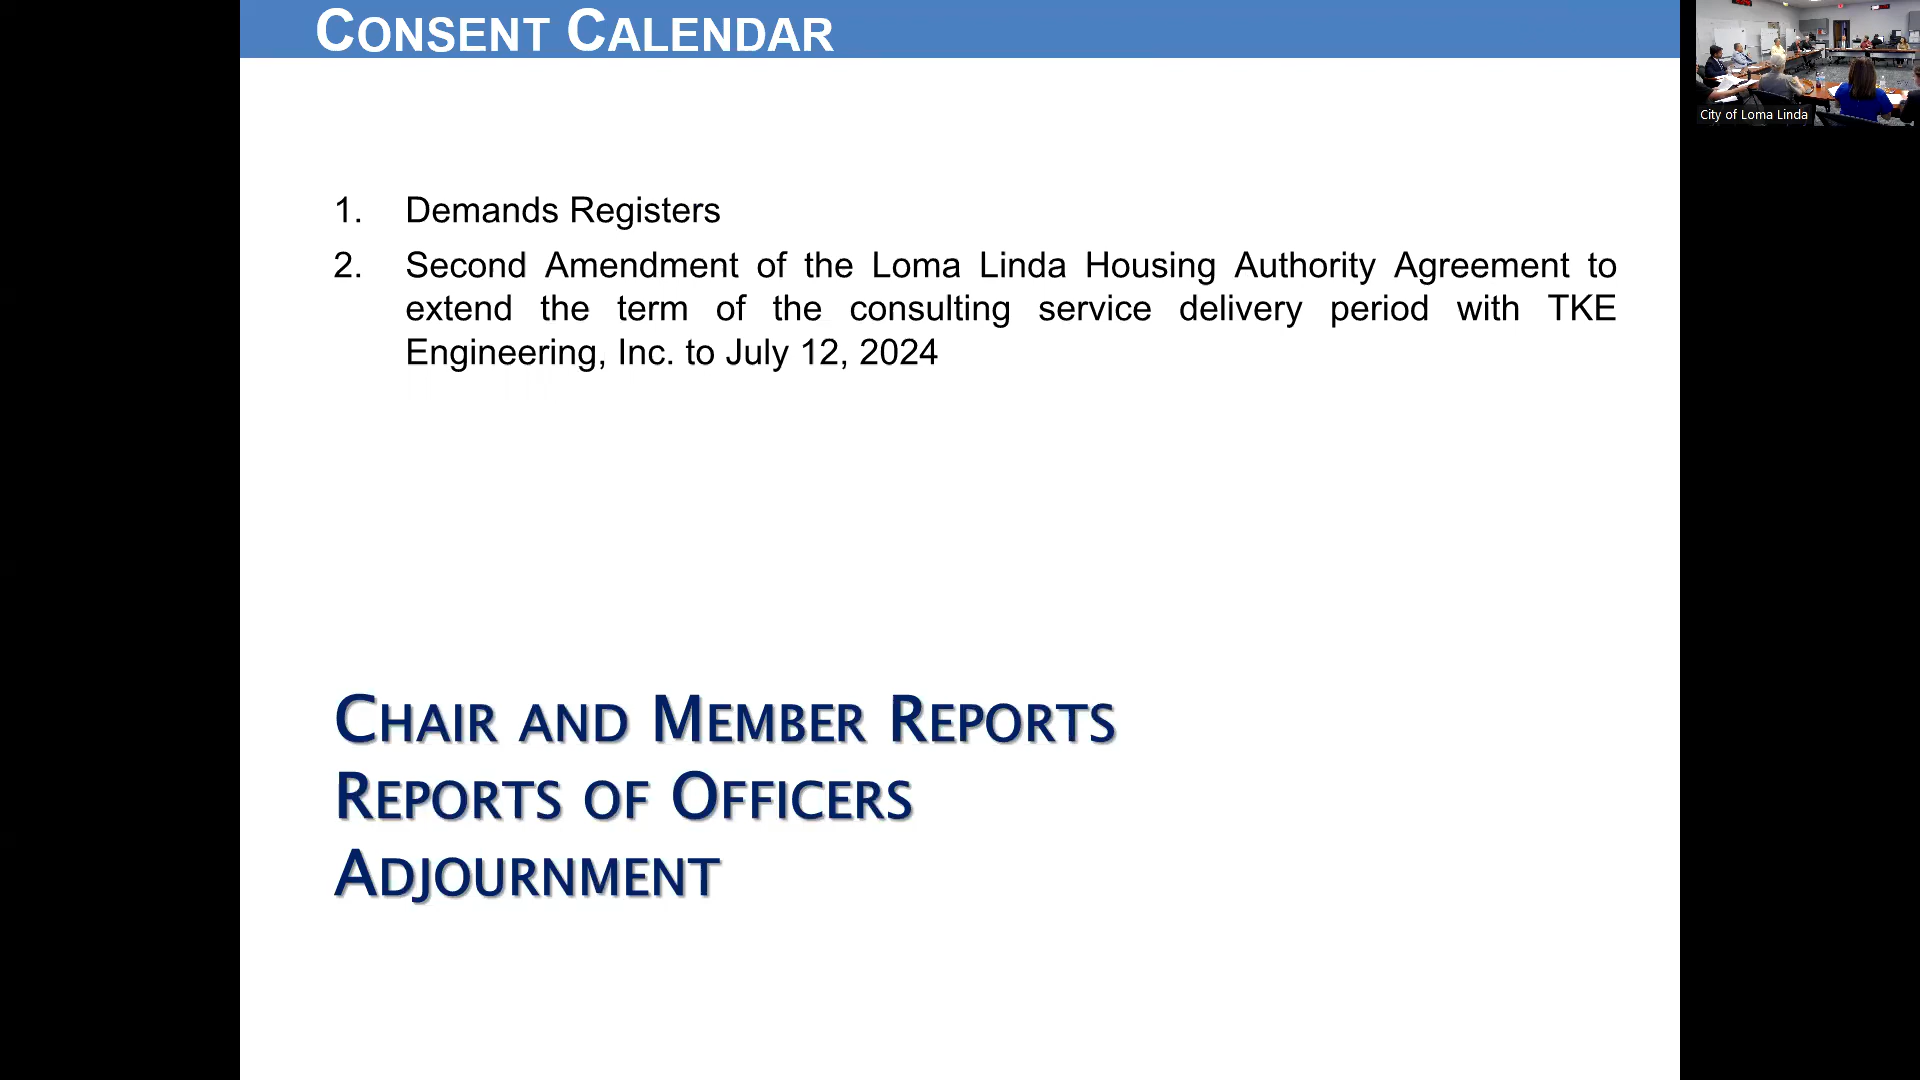 CONSENT CALENDAR
City of Loma Linda
1. Demands Registers
2. Second Amendment of the Loma Linda Housing Authority Agreement to
extend the term of the consulting service delivery period with TKE
Engineering, Inc. to July 12, 2024
CHAIR AND MEMBER REPORTS
REPORTS OF OFFICERS
ADJOURNMENT